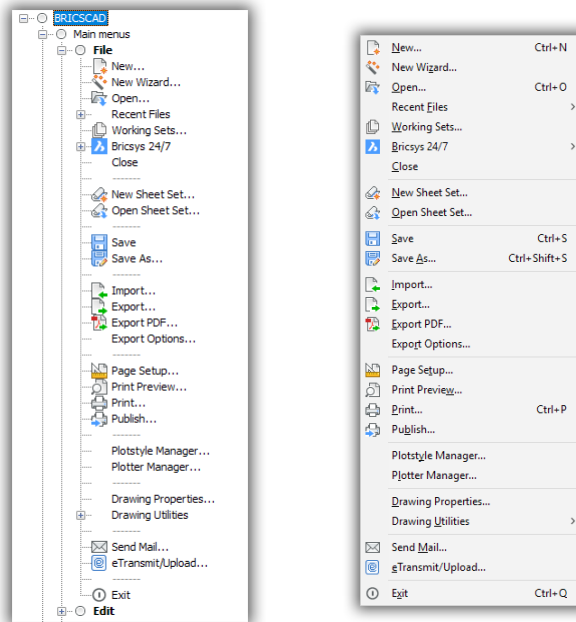 BRICSCAD
Main menus
File
New...
New Wizard...
Open...
Recent Files
Working Sets...
Bricsys 24/7
Close
--------
New Sheet Set...
Open Sheet Set...
--------
Save
Save As...
--------
Import...
Export...
Export PDF...
Export Options...
--------
Page Setup...
Print Preview...
Print...
Publish...
--------
Plotstyle Manager...
Plotter Manager...
--------
Drawing Properties...
Drawing Utilities
--------
Send Mail...
eTransmit/Upload...
--------
Exit
Edit
New... Ctrl+N
New Wizard...
Open... Ctrl+O
Recent Files
Working Sets...
Bricsys 24/7
Close
New Sheet Set...
Open Sheet Set...
Save Ctrl+S
Save As... Ctrl+Shift+S
Import...
Export...
Export PDF...
Export Options...
Page Setup...
Print Preview...
Print... Ctrl+P
Publish...
Plotstyle Manager...
Plotter Manager...
Drawing Properties...
Drawing Utilities
Send Mail...
eTransmit/Upload...
Exit Ctrl+Q